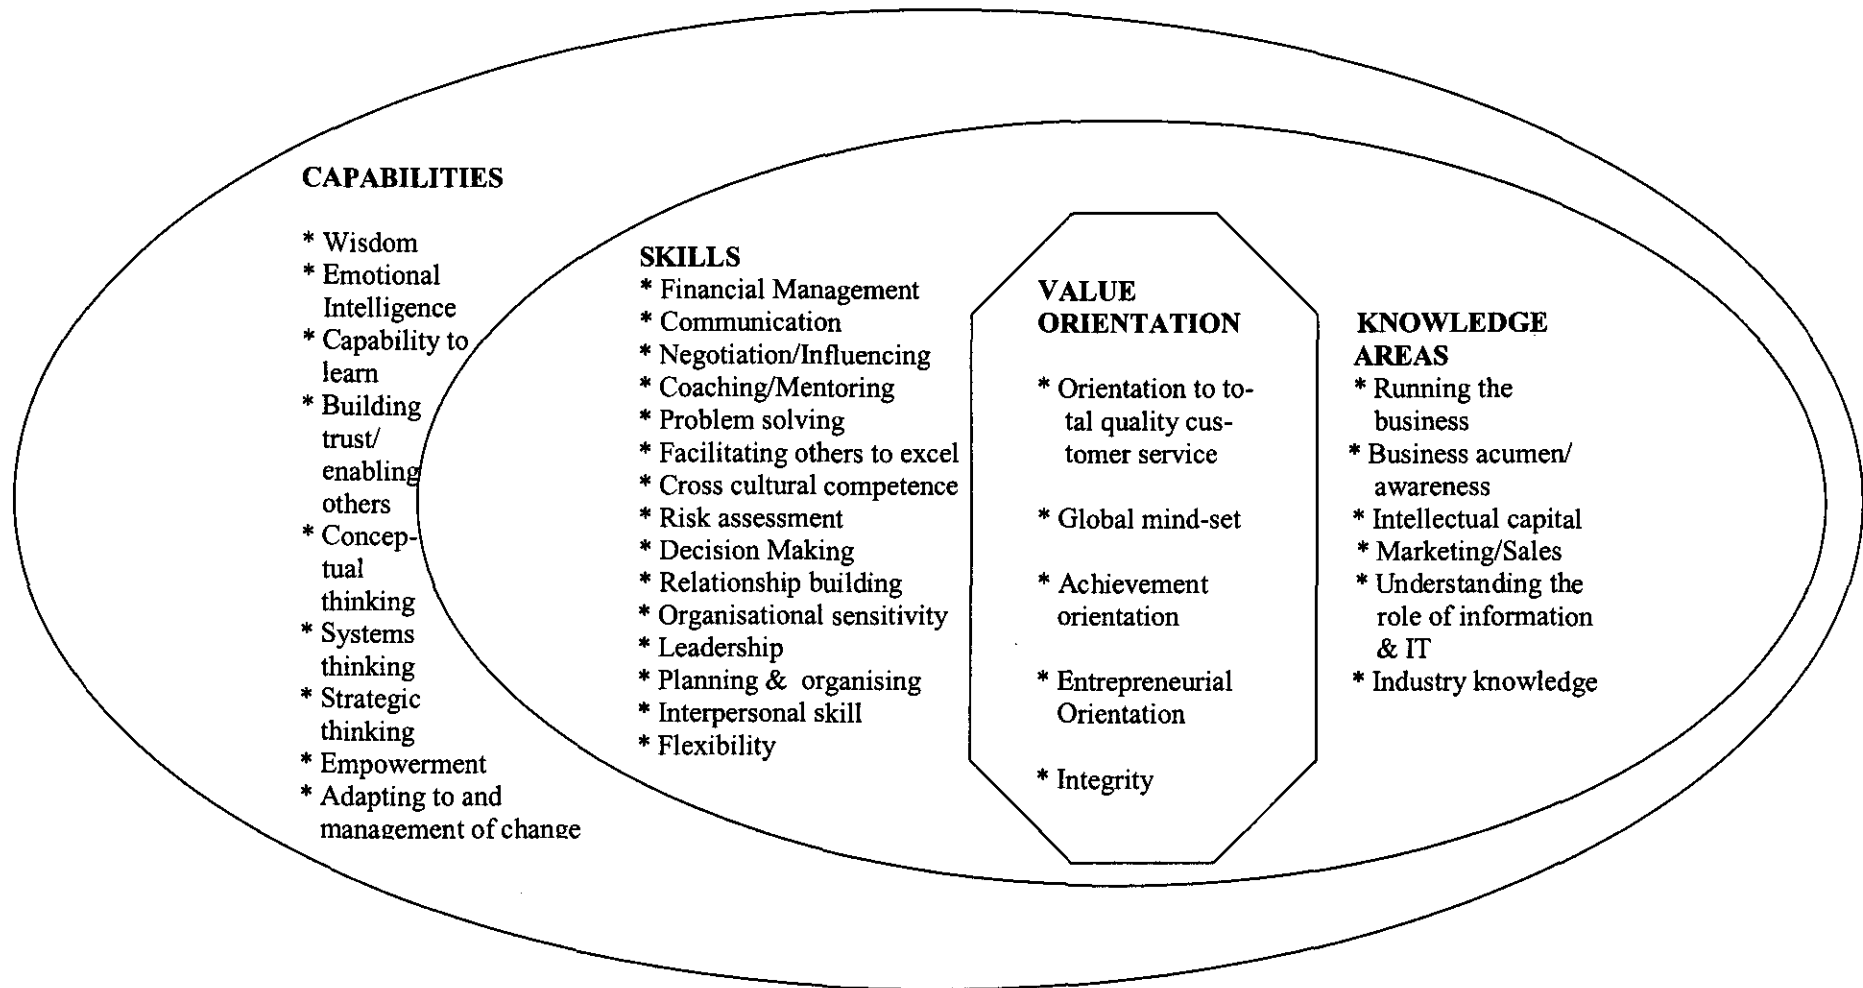 CAPABILITIES
* Wisdom
* Emotional
Intelligence
* Capability to
learn
* Building
trust/
enabling
others
* Concep-
tual
thinking
* Systems
thinking
* Strategic
thinking
* Empowerment
* Adapting to and
management of change
SKILLS
* Financial Management
* Communication
* Negotiation/Influencing
* Coaching/Mentoring
* Problem solving
* Facilitating others to excel
* Cross cultural competence
* Risk assessment
* Decision Making
* Relationship building
* Organisational sensitivity
* Leadership
* Planning & organising
* Interpersonal skill
* Flexibility
VALUE
ORIENTATION
* Orientation to to-
tal quality cus-
tomer service
* Global mind-set
* Achievement
orientation
* Entrepreneurial
Orientation
* Integrity
KNOWLEDGE
AREAS
* Running the
business
* Business acumen/
awareness
* Intellectual capital
* Marketing/Sales
* Understanding the
role of information
& IT
* Industry knowledge